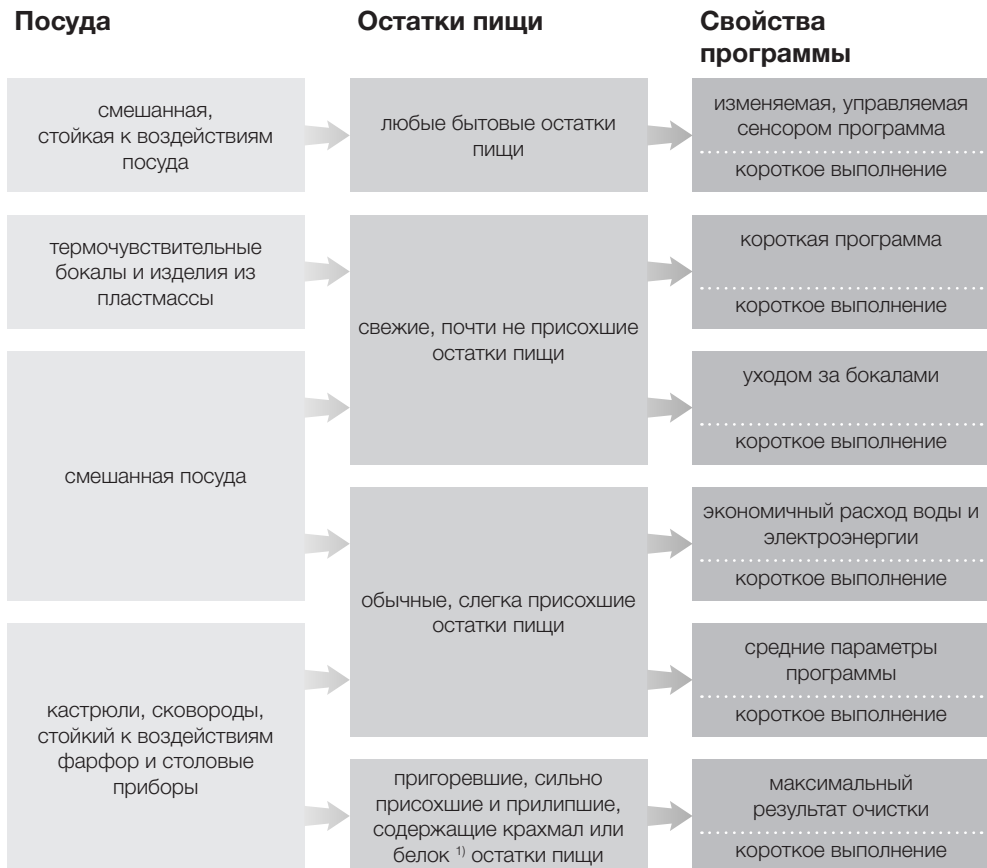 Посуда
Остатки пищи
Свойства
программы
смешанная,
стойкая к воздействиям
посуда
любые бытовые остатки
пищи
изменяемая, управляемая
сенсором программа
короткое выполнение
термочувствительные
бокалы и изделия из
пластмассы
свежие, почти не присохшие
остатки пищи
короткая программа
короткое выполнение
смешанная посуда
уходом за бокалами
короткое выполнение
обычные, слегка присохшие
остатки пищи
экономичный расход воды и
электроэнергии
короткое выполнение
кастрюли, сковороды,
стойкий к воздействиям
фарфор и столовые
приборы
средние параметры
программы
короткое выполнение
пригоревшие, сильно
присохшие и прилипшие,
содержащие крахмал или
белок ¹⁾ остатки пищи
максимальный
результат очистки
короткое выполнение